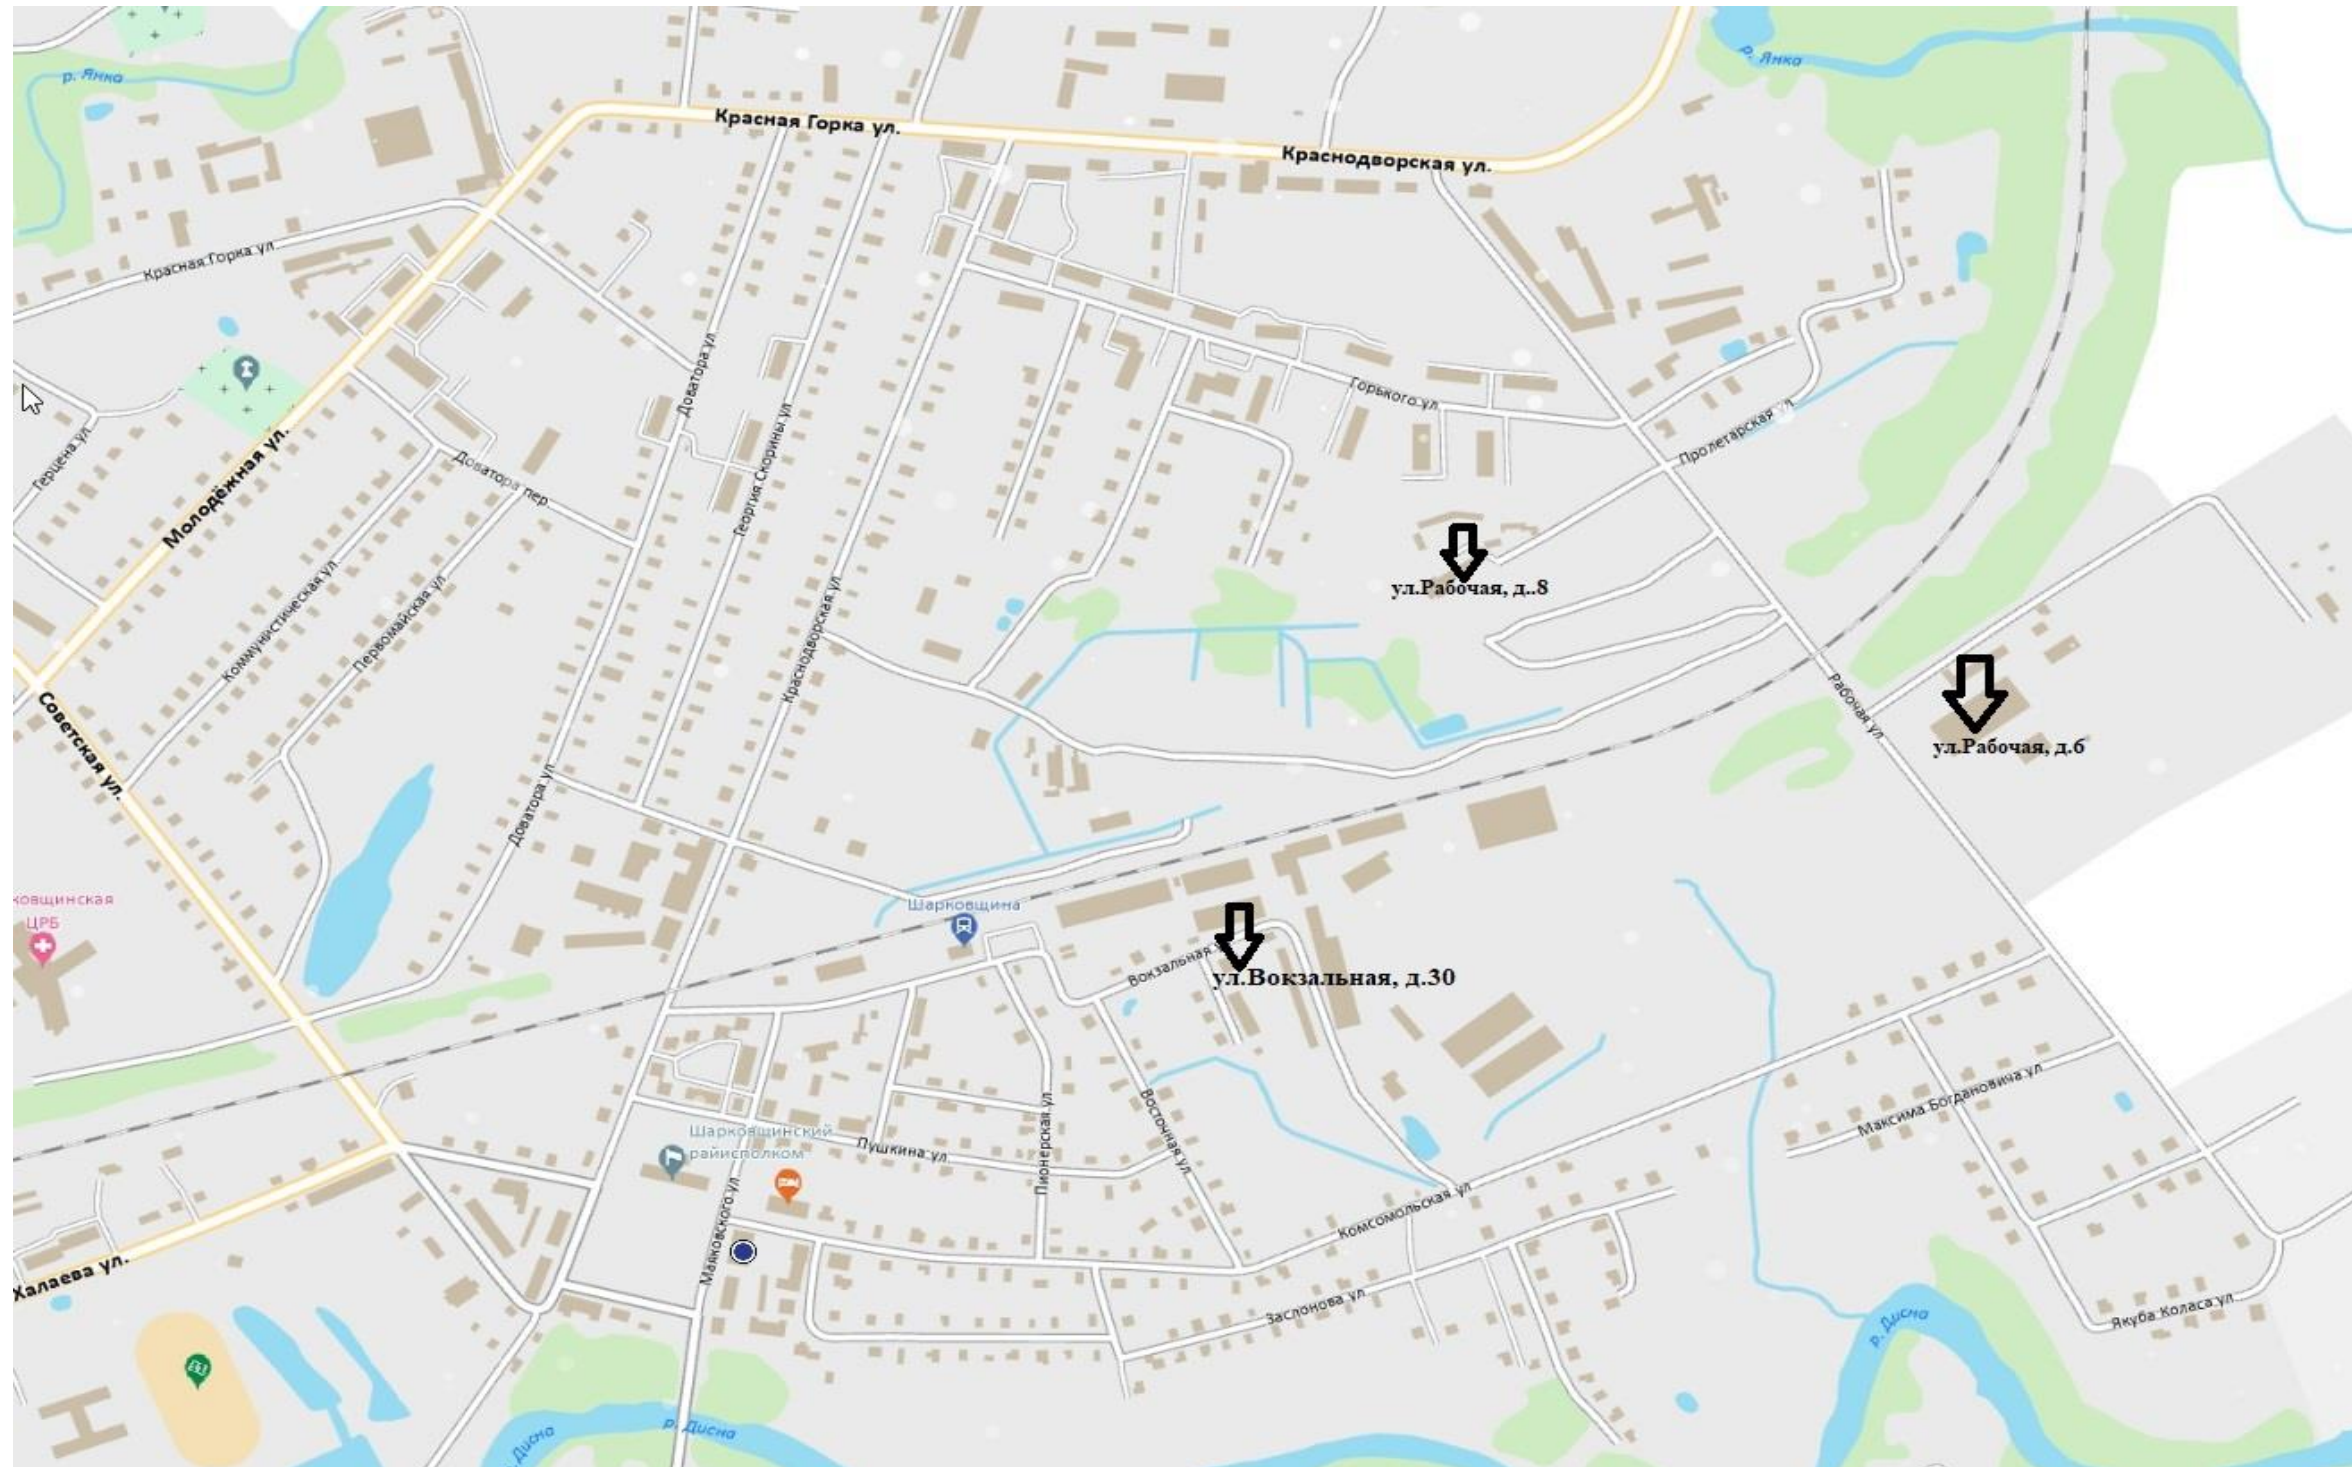 р. Янка
р. Янка
Красная Горка ул.
Краснодворская ул.
Красная Горка ул
Доватора ул
Горького ул
Георгия Скорины ул
Герцена ул
Молодёжная ул.
Доватора пер
Пролетарская ул
Коммунистическая ул
Первомайская ул
Краснодворская ул
ул.Рабочая, д..8
Рабочая ул
ул.Рабочая, д.6
Советская ул.
Доватора ул
ковщинская
ЦРБ
Шарковщина
Вокзальная
ул.Вокзальная, д.30
Максима Богдановича ул
Шарковщинский
райисполком
Пушкина ул
Пионерская ул
Восточная ул
Маяковского ул
Комсомольская ул
Халаева ул.
Заслонова ул
р. Дисна
Якуба Коласа ул
Дисна
р. Дисна